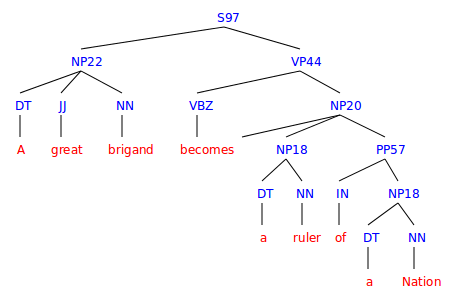 S97
NP22 VP44
DT JJ NN VBZ NP20
A great brigand becomes NP18 PP57
DT NN IN NP18
a ruler of DT NN
a Nation